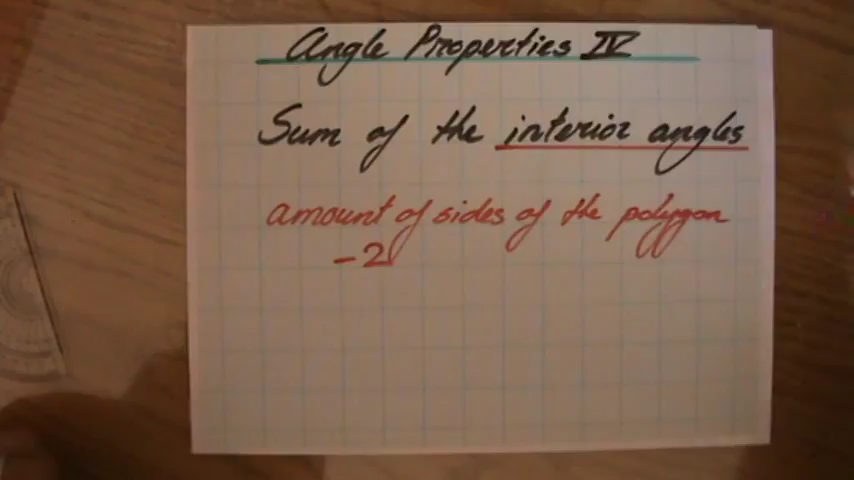 Angle Properties IV
Sum of the interior angles
amount of sides of the polygon
-2